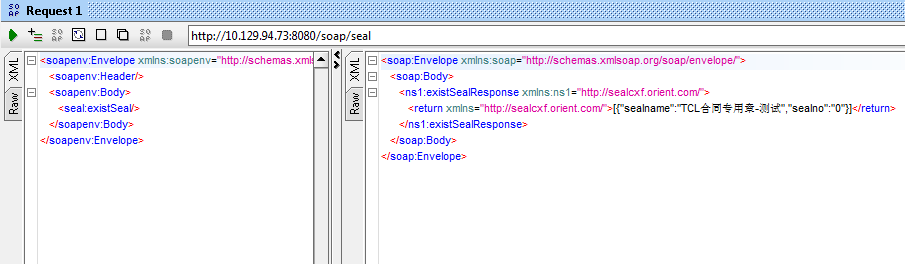 Request 1
SO AP
http://10.129.94.73:8080/soap/seal
XML
Raw
<soapenv:Envelope xmlns:soapenv="http://schemas.xmls
<soapenv:Header/>
<soapenv:Body>
<seal:existSeal/>
</soapenv:Body>
</soapenv:Envelope>
XML
Raw
<soap:Envelope xmlns:soap="http://schemas.xmlsoap.org/soap/envelope/">
<soap:Body>
<ns1:existSealResponse xmlns:ns1="http://sealcxf.orient.com/">
<return xmlns="http://sealcxf.orient.com/">[{"sealname":"TCL合同专用章-测试","sealno":"0"}]</return>
</ns1:existSealResponse>
</soap:Body>
</soap:Envelope>